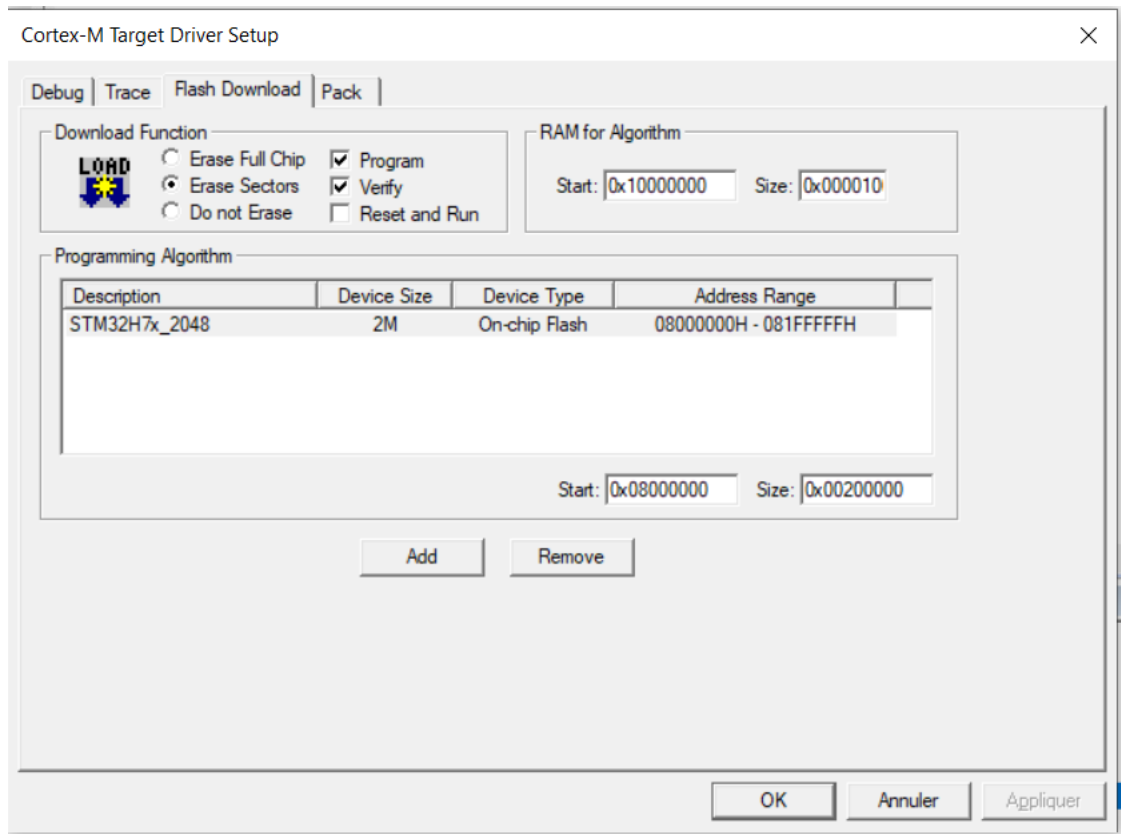 Cortex-M Target Driver Setup
Debug Trace Flash Download Pack
Download Function
LOAD
Erase Full Chip
Erase Sectors
Do not Erase
Program
Verify
Reset and Run
RAM for Algorithm
Start: 0x10000000 Size: 0x000010
Programming Algorithm
Description Device Size Device Type Address Range
STM32H7x_2048 2M On-chip Flash 08000000H - 081FFFFFH
Start: 0x08000000 Size: 0x00200000
Add Remove
OK Annuler Appliquer